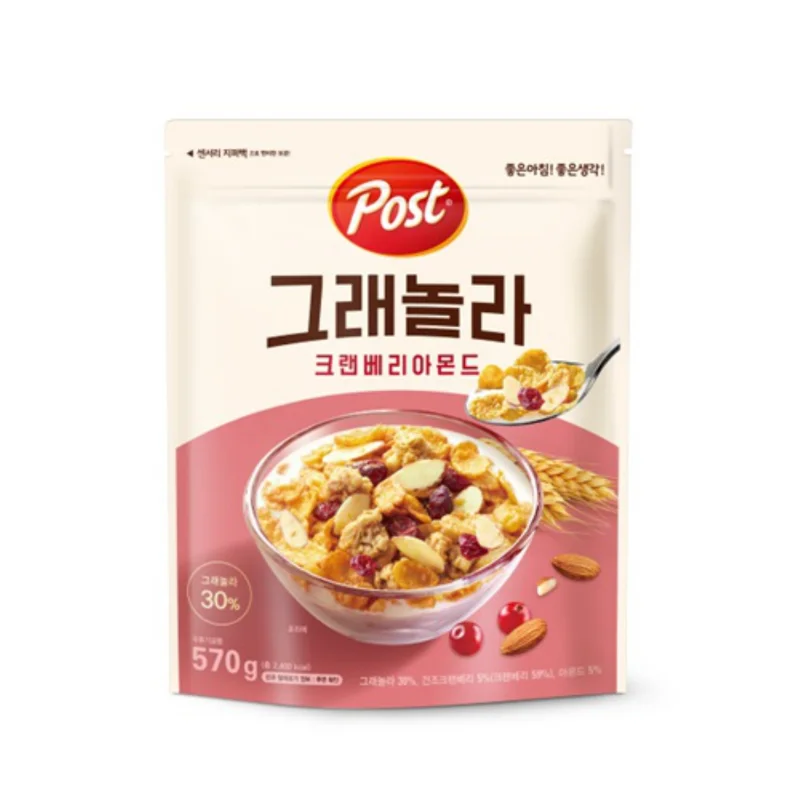 ◀ 센서리 지퍼백
좋은아침! 좋은생각!
Post
그래놀라
크랜베리아몬드
그래놀라
30%
570g
그래놀라 30%, 건조크랜베리 5%(크랜베리 59%), 아몬드 5%